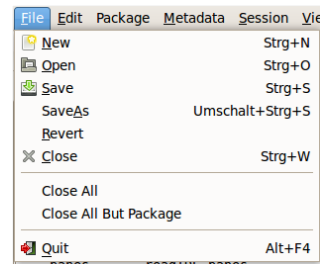 File Edit Package Metadata Session
New Strg+N
Open Strg+O
Save Strg+S
SaveAs Umschalt+Strg+S
Revert
Close Strg+W
Close All
Close All But Package
Quit Alt+F4